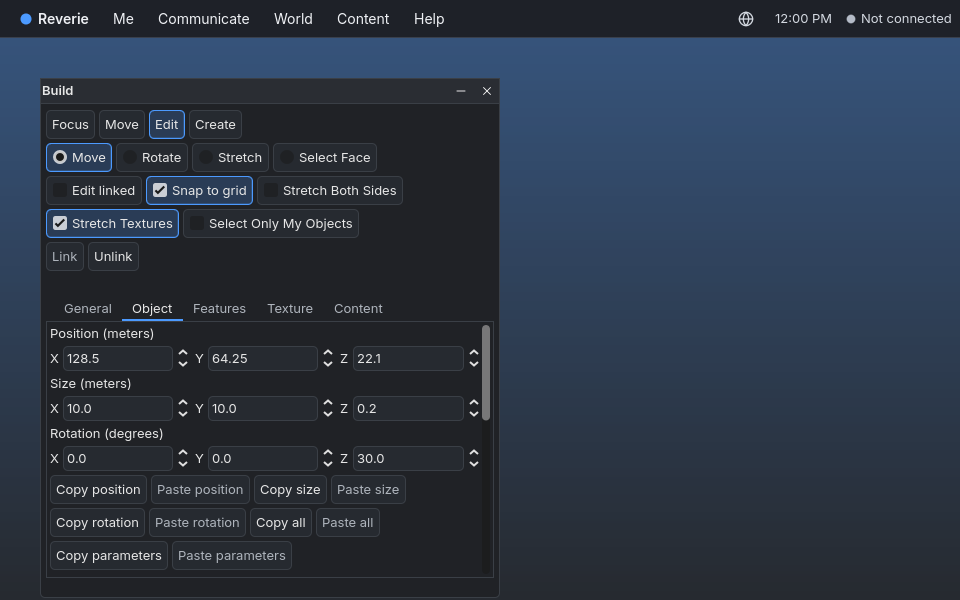 Reverie Me Communicate World Content Help 12:00 PM Not connected
Build
Focus Move Edit Create
Move Rotate Stretch Select Face
Edit linked Snap to grid Stretch Both Sides
Stretch Textures Select Only My Objects
Link Unlink
General Object Features Texture Content
Position (meters)
X 128.5 Y 64.25 Z 22.1
Size (meters)
X 10.0 Y 10.0 Z 0.2
Rotation (degrees)
X 0.0 Y 0.0 Z 30.0
Copy position Paste position Copy size Paste size
Copy rotation Paste rotation Copy all Paste all
Copy parameters Paste parameters